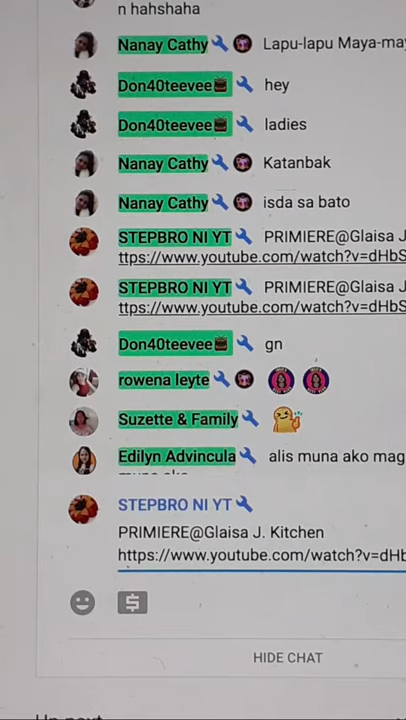 n hahshaha
Nanay Cathy Lapu-lapu Maya-may
Don40teevee hey
Don40teevee ladies
Nanay Cathy Katanbak
Nanay Cathy isda sa bato
STEPBRO NI YT PRIMIERE@Glaisa J
ttps://www.youtube.com/watch?v=dHbS
STEPBRO NI YT PRIMIERE@Glaisa J
ttps://www.youtube.com/watch?v=dHbS
Don40teevee gn
rowena leyte
Suzette & Family
Edilyn Advincula alis muna ako mag
STEPBRO NI YT
PRIMIERE@Glaisa J. Kitchen
https://www.youtube.com/watch?v=dHb
HIDE CHAT
Up next